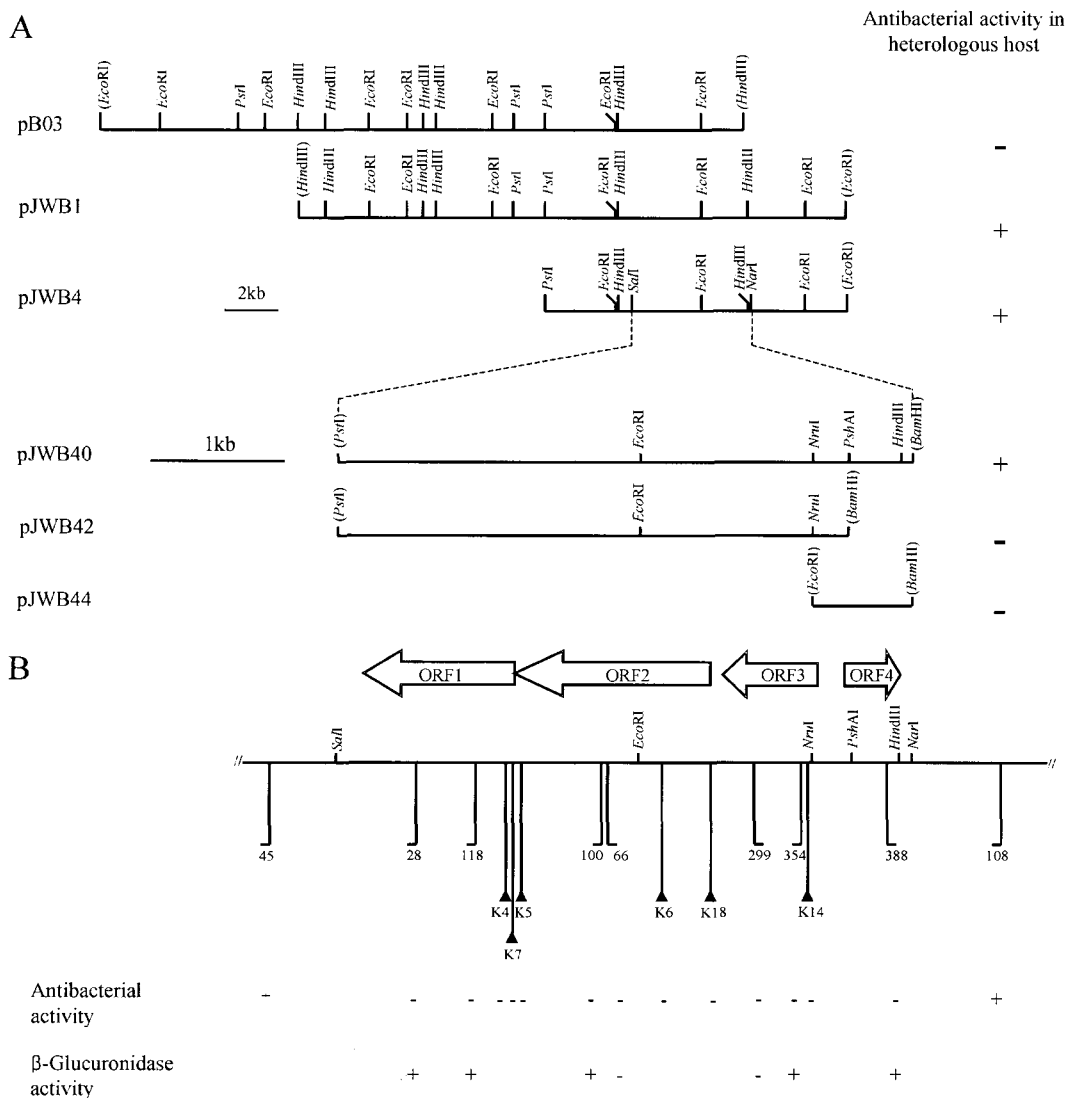 A
Antibacterial activity in
heterologous host
(EcoRI) EcoRI PstI EcoRI HindIII HindIII EcoRI EcoRI HindIII HindIII EcoRI PstI PstI EcoRI HindIII EcoRI (HindIII)
pB03 -
(HindIII) HindIII EcoRI EcoRI HindIII HindIII EcoRI PstI PstI EcoRI HindIII EcoRI HindIII EcoRI (EcoRI)
pJWB1 +
PstI EcoRI HindIII SalI EcoRI HindIII NarI EcoRI (EcoRI)
pJWB4 2kb +
(PstI) EcoRI NruI PshAI HindIII (BamHI)
pJWB40 1kb +
(PstI) EcoRI NruI (BamHI)
pJWB42 -
(EcoRI) (BamHI)
pJWB44 -
B
ORF1 ORF2 ORF3 ORF4
SalI EcoRI NruI PshAI HindIII NarI
// //
45 28 118 100 66 299 354 388 108
K4 K5 K6 K18 K14
K7
Antibacterial
activity + - - - - - - - - - - - - - +
β-Glucuronidase
activity + + + - - + +